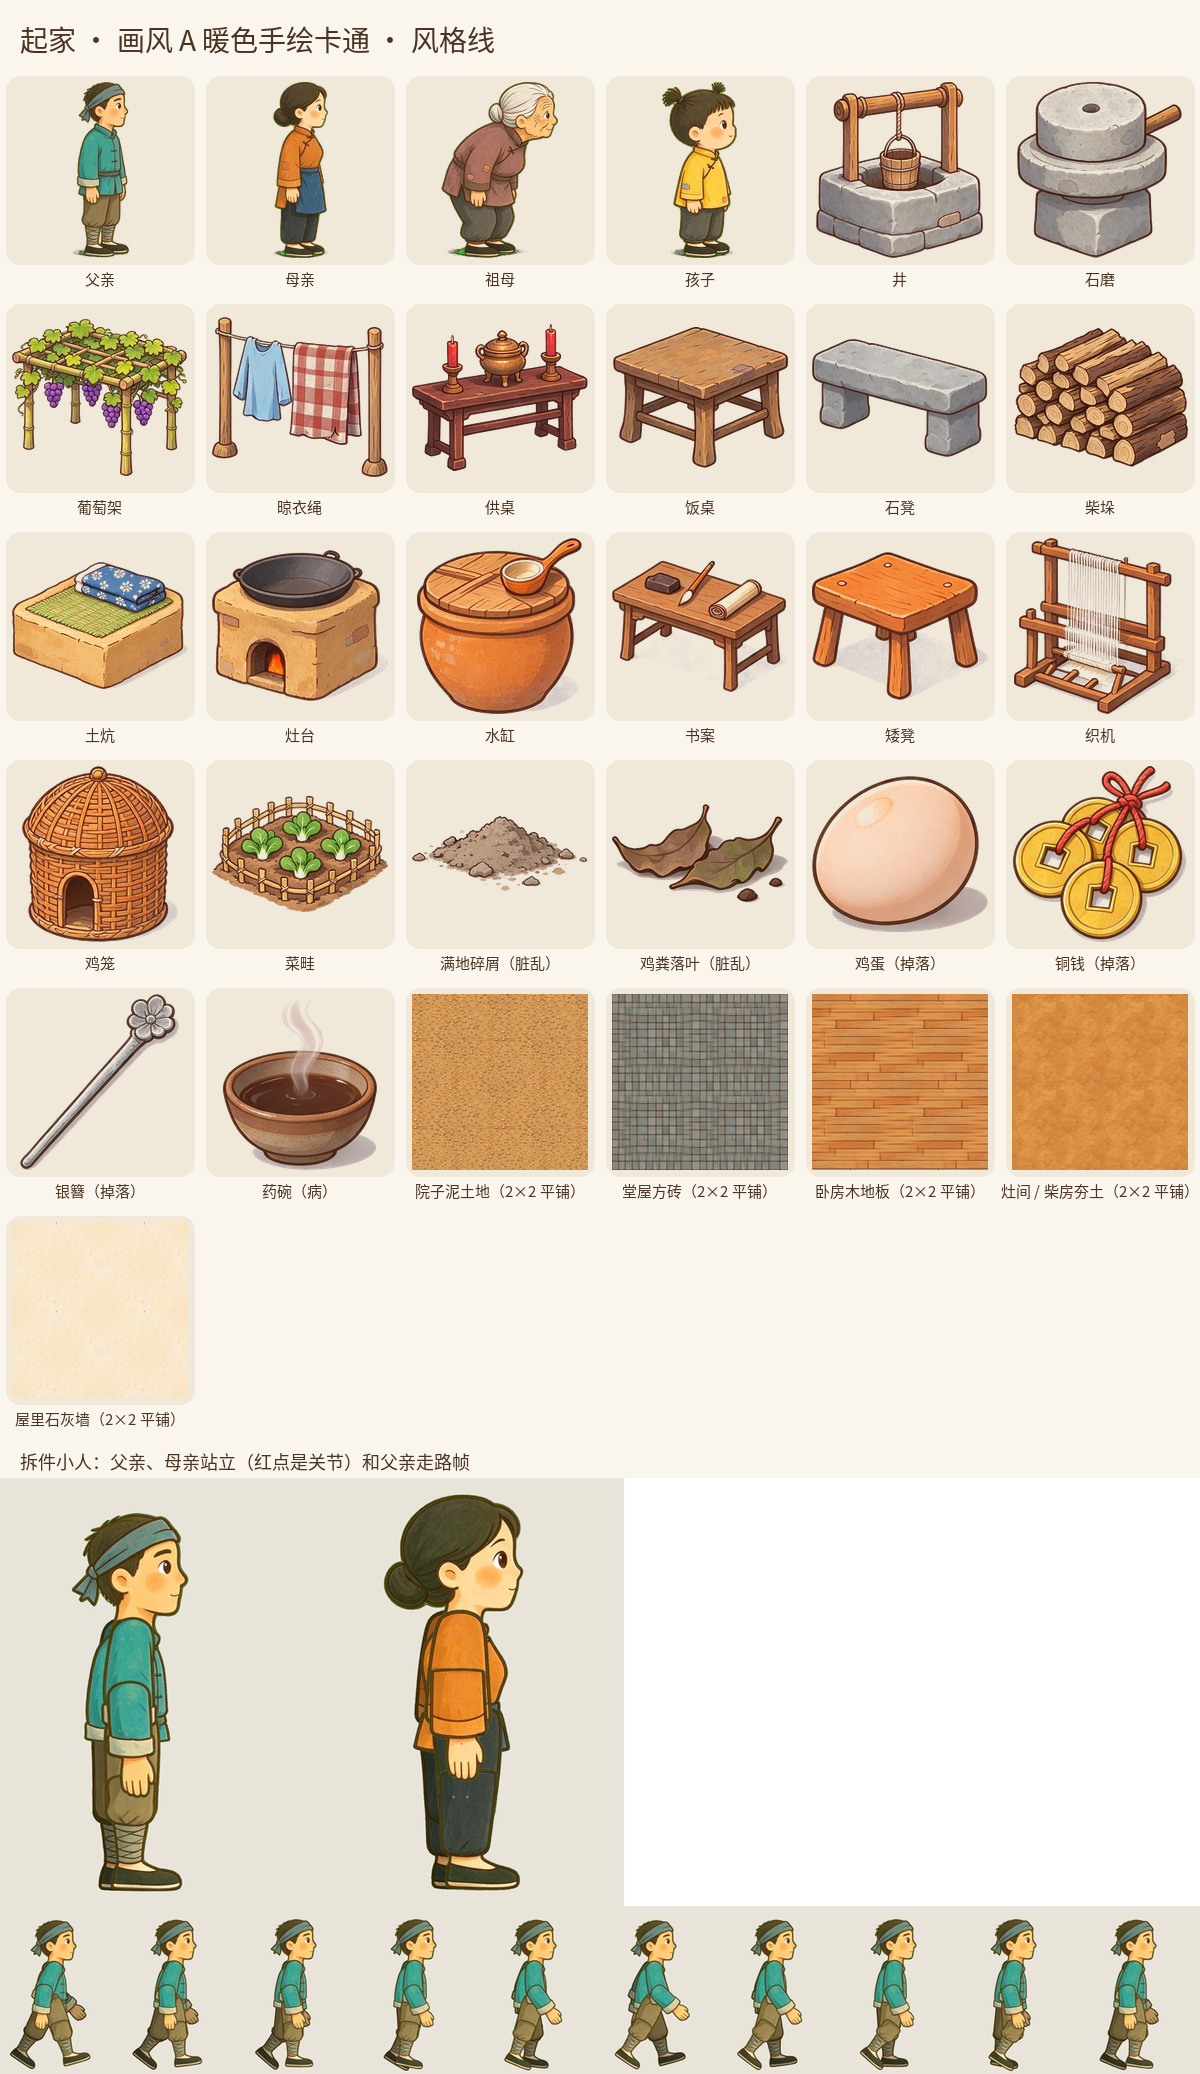 起家 · 画风 A 暖色手绘卡通 · 风格线
父亲
母亲
祖母
孩子
井
石磨
葡萄架
晾衣绳
供桌
饭桌
石凳
柴垛
土炕
灶台
水缸
书案
矮凳
织机
鸡笼
菜畦
满地碎屑（脏乱）
鸡粪落叶（脏乱）
鸡蛋（掉落）
铜钱（掉落）
银簪（掉落）
药碗（病）
院子泥土地（2×2 平铺）
堂屋方砖（2×2 平铺）
卧房木地板（2×2 平铺）
灶间 / 柴房夯土（2×2 平铺）
屋里石灰墙（2×2 平铺）
拆件小人：父亲、母亲站立（红点是关节）和父亲走路帧